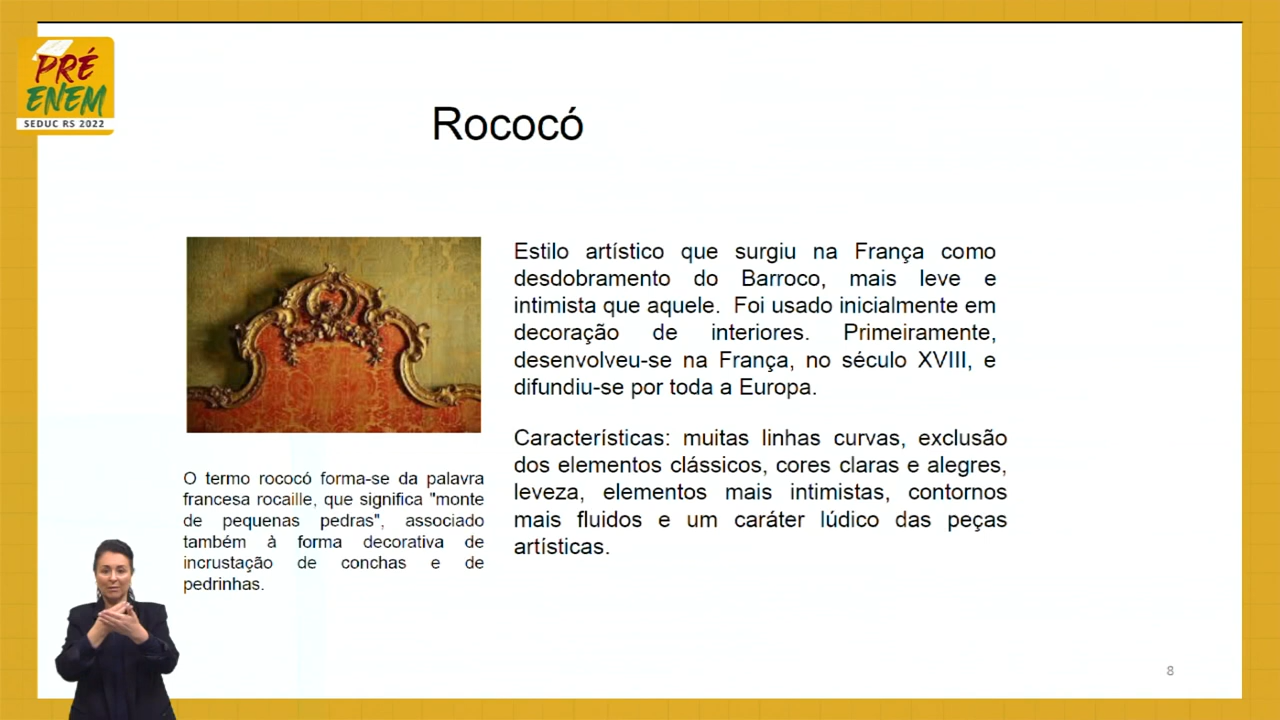 PRÉ
ENEM
SEDUC RS 2022
Rococó
Estilo artístico que surgiu na França como
desdobramento do Barroco, mais leve e
intimista que aquele. Foi usado inicialmente em
decoração de interiores. Primeiramente,
desenvolveu-se na França, no século XVIII, e
difundiu-se por toda a Europa.
Características: muitas linhas curvas, exclusão
dos elementos clássicos, cores claras e alegres,
leveza, elementos mais intimistas, contornos
mais fluidos e um caráter lúdico das peças
artísticas.
O termo rococó forma-se da palavra
francesa rocaille, que significa "monte
de pequenas pedras", associado
também à forma decorativa de
incrustação de conchas e de
pedrinhas.
8